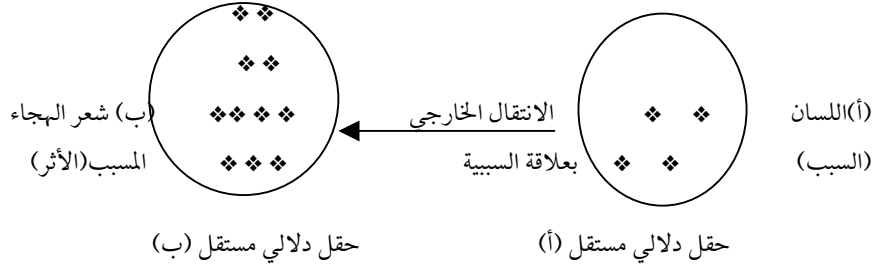 (أ)اللسان الانتقال الخارجي (ب) شعر الهجاء
(السبب) بعلاقة السببية المسبب(الأثر)
حقل دلالي مستقل (أ) حقل دلالي مستقل (ب)